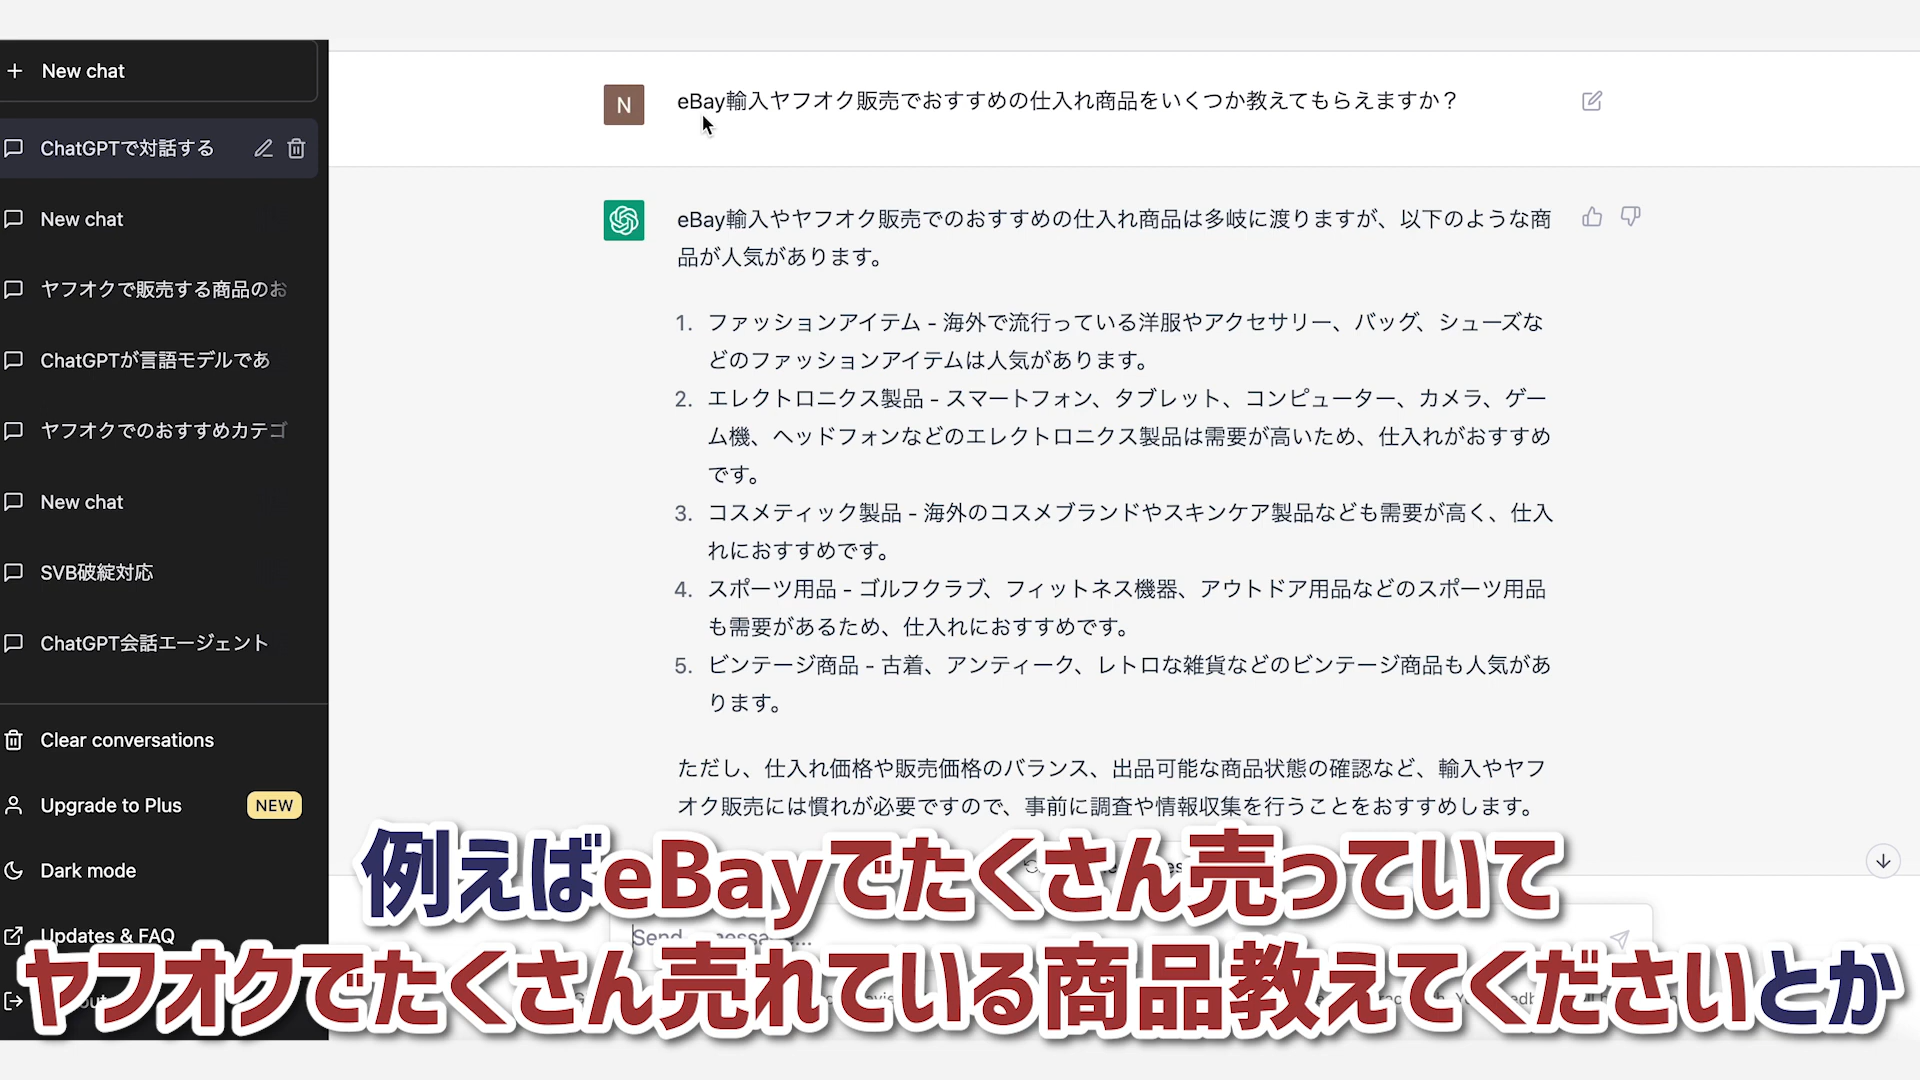 New chat
ChatGPTで対話する
New chat
ヤフオクで販売する商品のお
ChatGPTが言語モデルであ
ヤフオクでのおすすめカテゴ
New chat
SVB破綻対応
ChatGPT会話エージェント
Clear conversations
Upgrade to Plus NEW
Dark mode
Updates & FAQ
N
eBay輸入ヤフオク販売でおすすめの仕入れ商品をいくつか教えてもらえますか？
eBay輸入やヤフオク販売でのおすすめの仕入れ商品は多岐に渡りますが、以下のような商
品が人気があります。
1. ファッションアイテム - 海外で流行っている洋服やアクセサリー、バッグ、シューズな
どのファッションアイテムは人気があります。
2. エレクトロニクス製品 - スマートフォン、タブレット、コンピューター、カメラ、ゲー
ム機、ヘッドフォンなどのエレクトロニクス製品は需要が高いため、仕入れがおすすめ
です。
3. コスメティック製品 - 海外のコスメブランドやスキンケア製品なども需要が高く、仕入
れにおすすめです。
4. スポーツ用品 - ゴルフクラブ、フィットネス機器、アウトドア用品などのスポーツ用品
も需要があるため、仕入れにおすすめです。
5. ビンテージ商品 - 古着、アンティーク、レトロな雑貨などのビンテージ商品も人気があ
ります。
ただし、仕入れ価格や販売価格のバランス、出品可能な商品状態の確認など、輸入やヤフ
オク販売には慣れが必要ですので、事前に調査や情報収集を行うことをおすすめします。
例えばeBayでたくさん売っていて
ヤフオクでたくさん売れている商品教えてくださいとか